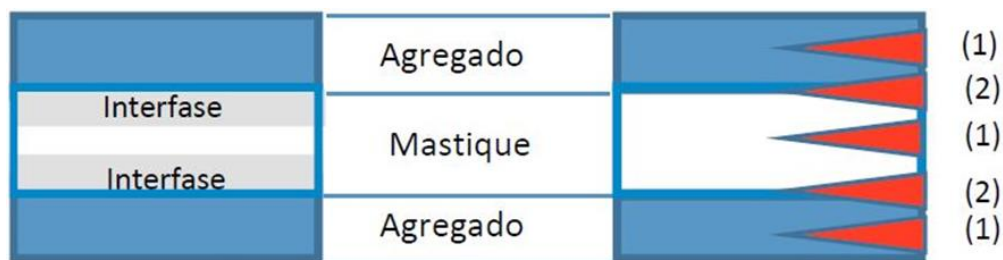 Agregado
(1)
(2)
Interfase
Mastique
(1)
Interfase
(2)
Agregado
(1)